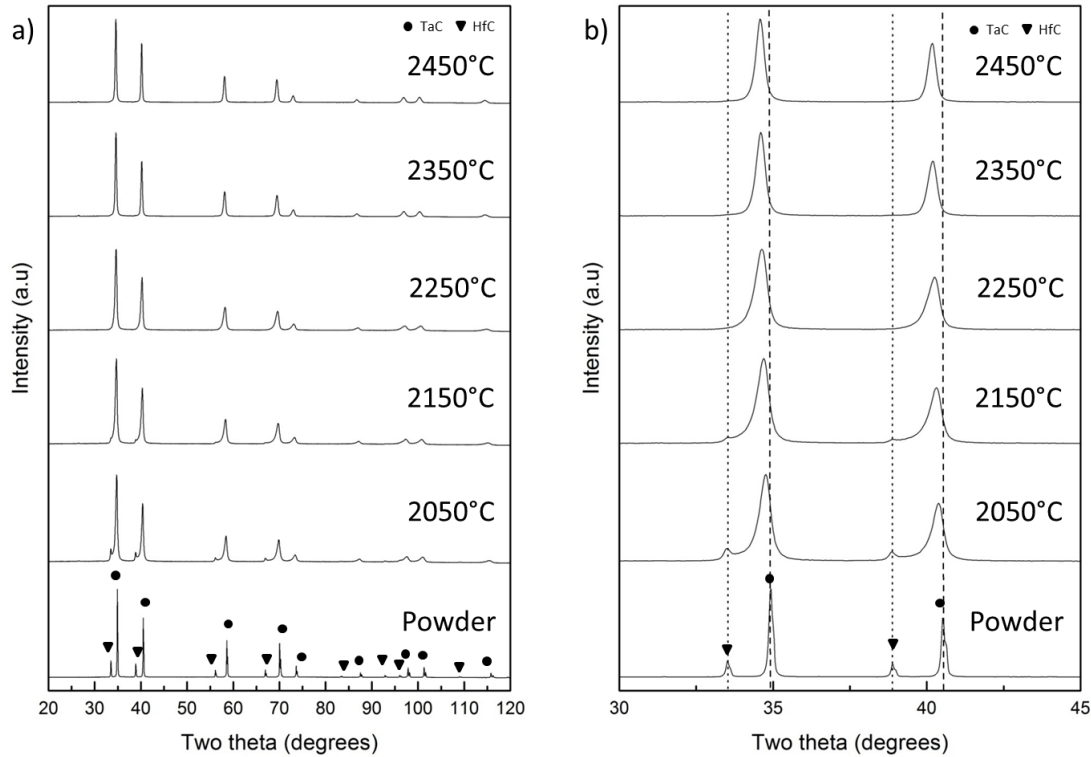 a)
● TaC ▼ HfC
2450°C
2350°C
2250°C
2150°C
2050°C
Powder
Intensity (a.u)
20 30 40 50 60 70 80 90 100 110 120
Two theta (degrees)
b)
● TaC ▼ HfC
2450°C
2350°C
2250°C
2150°C
2050°C
Powder
Intensity (a.u)
30 35 40 45
Two theta (degrees)